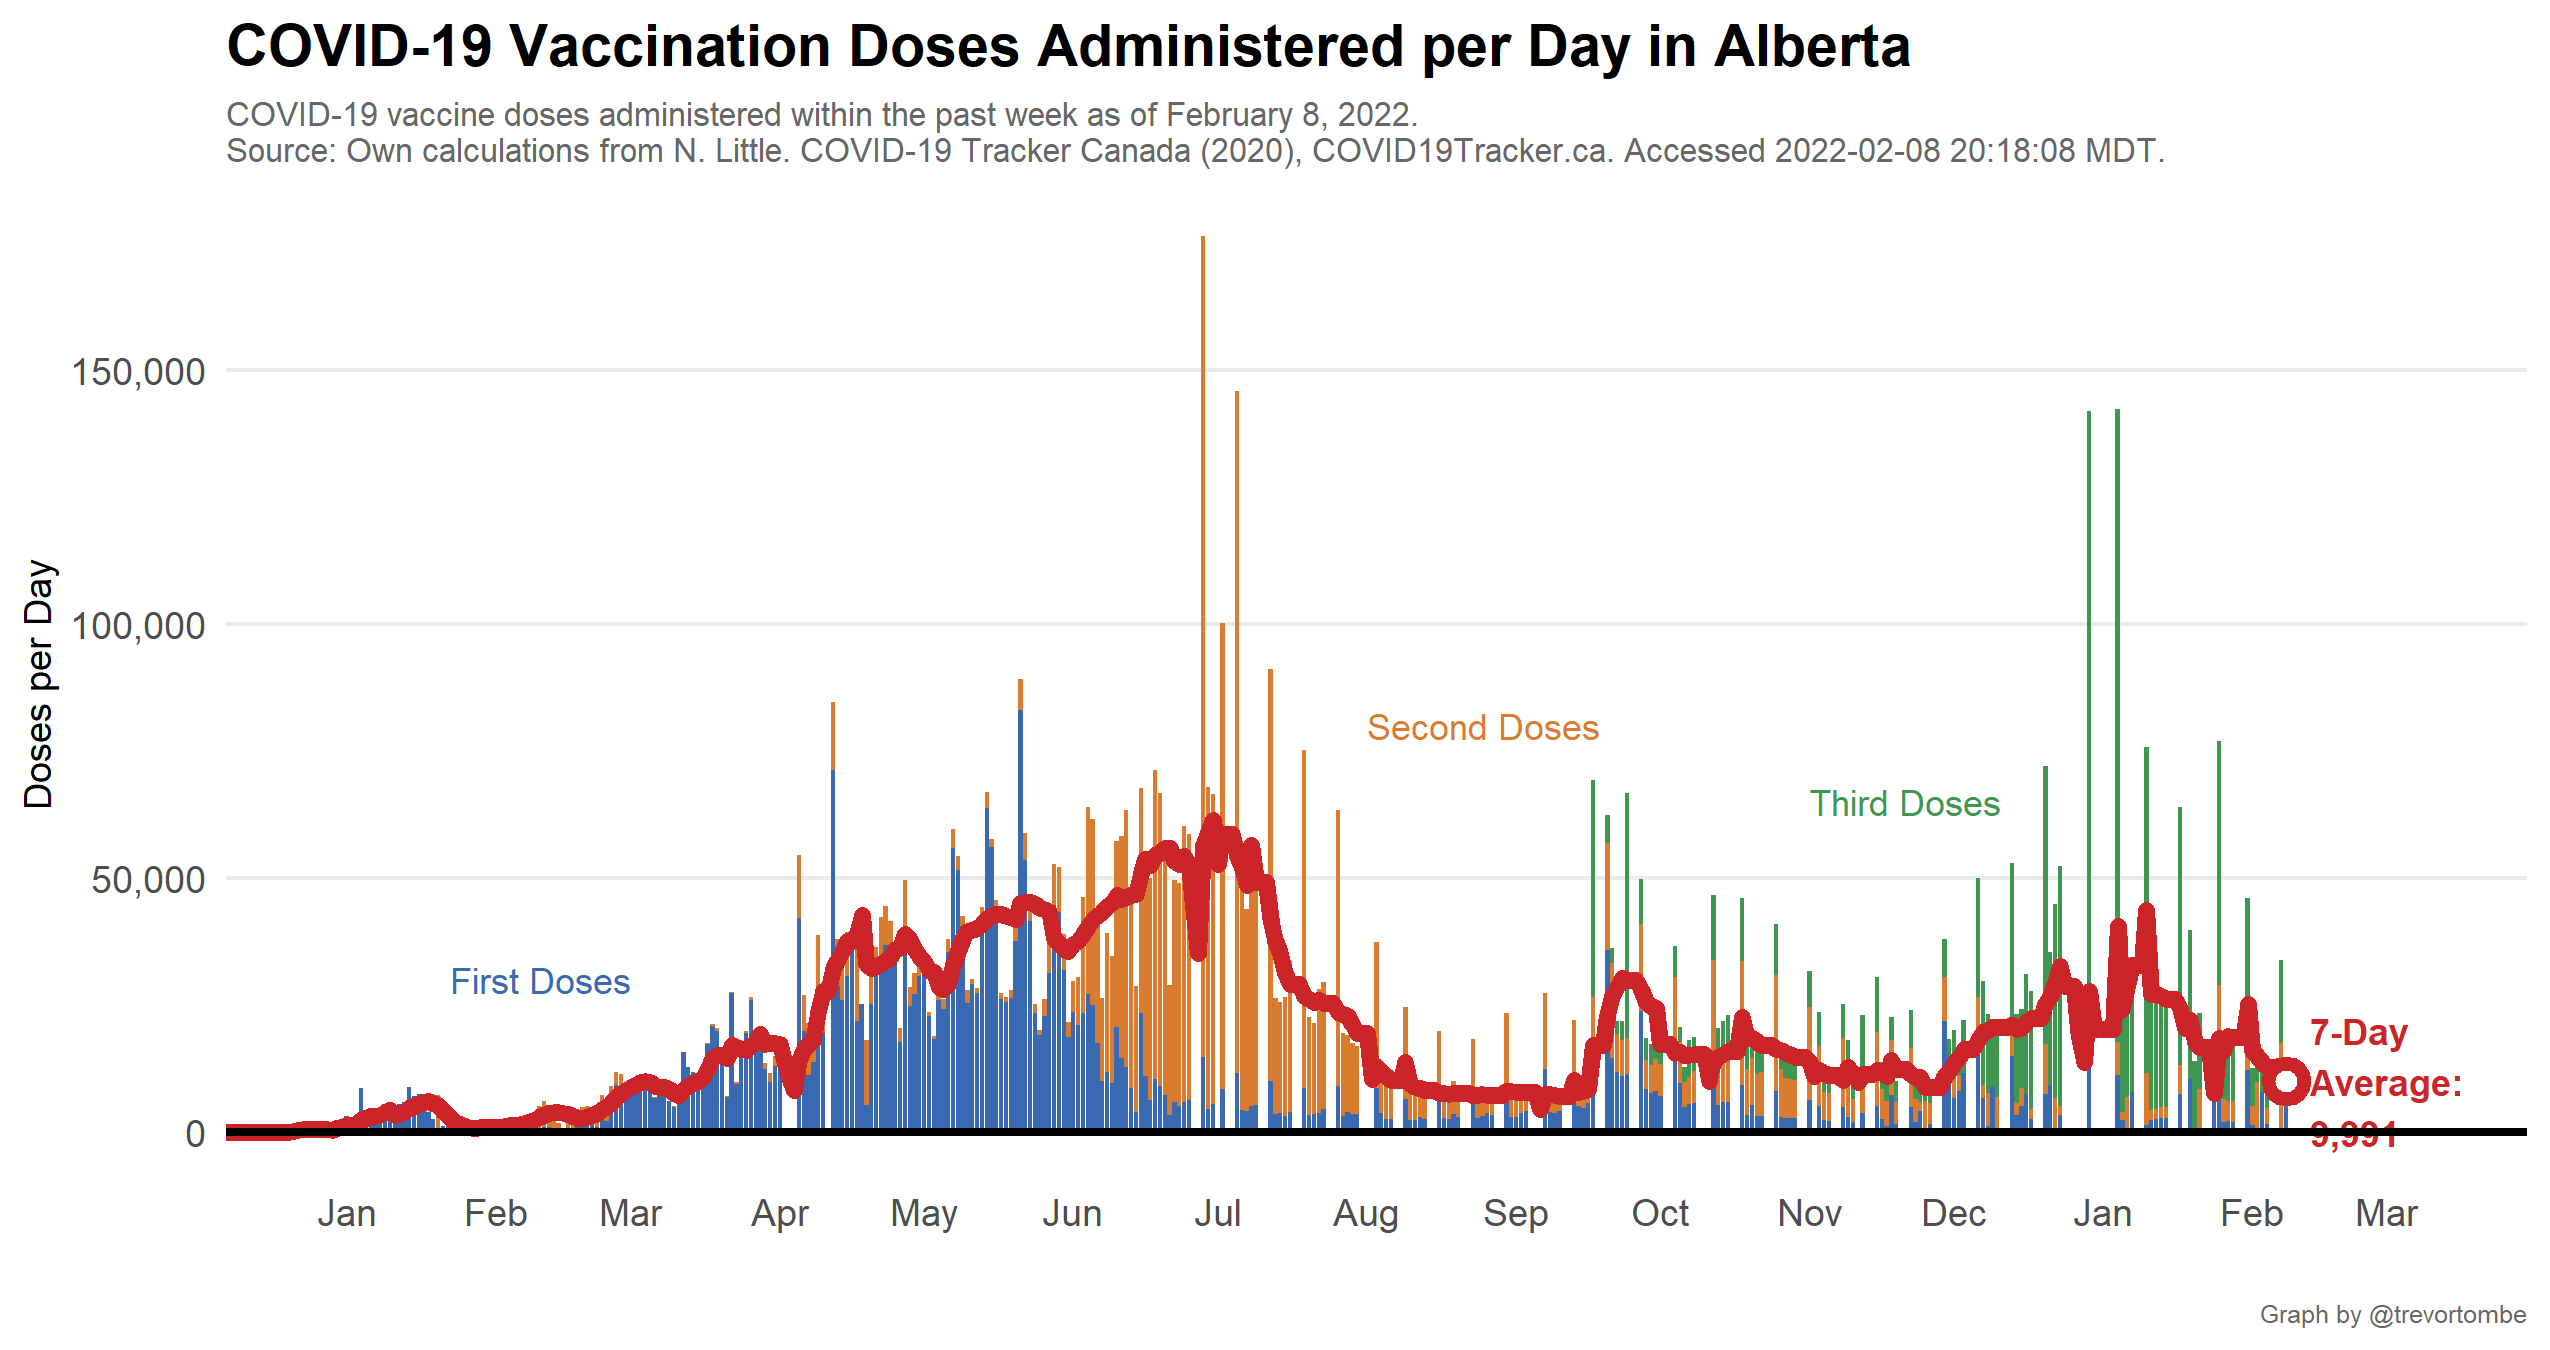 COVID-19 Vaccination Doses Administered per Day in Alberta
COVID-19 vaccine doses administered within the past week as of February 8, 2022.
Source: Own calculations from N. Little. COVID-19 Tracker Canada (2020), COVID19Tracker.ca. Accessed 2022-02-08 20:18:08 MDT.
Doses per Day
150,000
100,000
50,000
0
First Doses
Second Doses
Third Doses
7-Day
Average:
9,991
Jan Feb Mar Apr May Jun Jul Aug Sep Oct Nov Dec Jan Feb Mar
Graph by @trevortombe